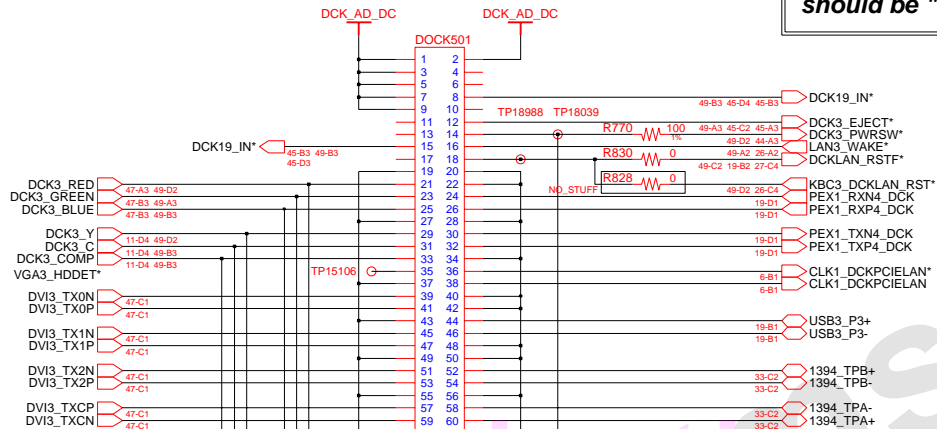 should be "
DCK_AD_DC DCK_AD_DC
DOCK501
1 2
3 4
5 6
7 8 49-B3 45-D4 45-B3 DCK19_IN*
9 10 TP18988 TP18039
11 12 49-A3 45-C2 45-A3 DCK3_EJECT*
13 14 R770 100 1% DCK3_PWRSW*
DCK19_IN* 45-B3 49-B3 45-D3 15 16 49-D2 44-A3 LAN3_WAKE*
17 18 R830 0 49-A2 26-A2 DCKLAN_RSTF*
19 20 49-C2 19-B2 27-C4
DCK3_RED 47-A3 49-D2 21 22 R828 0 NO_STUFF 49-D2 26-C4 KBC3_DCKLAN_RST*
DCK3_GREEN 47-B3 49-A3 23 24 PEX1_RXN4_DCK
DCK3_BLUE 47-B3 49-B3 25 26 19-D1 19-D1 PEX1_RXP4_DCK
27 28
DCK3_Y 11-D4 49-D2 29 30 PEX1_TXN4_DCK
DCK3_C 11-D4 49-B3 31 32 19-D1 19-D1 PEX1_TXP4_DCK
DCK3_COMP 11-D4 49-B3 33 34
VGA3_HDDET* TP15106 35 36 CLK1_DCKPCIELAN*
37 38 6-B1 6-B1 CLK1_DCKPCIELAN
DVI3_TX0N 47-C1 39 40
DVI3_TX0P 47-C1 41 42
43 44 USB3_P3+
DVI3_TX1N 47-C1 45 46 19-B1 19-B1 USB3_P3-
DVI3_TX1P 47-C1 47 48
49 50
DVI3_TX2N 47-C1 51 52 1394_TPB+
DVI3_TX2P 47-C1 53 54 33-C2 33-C2 1394_TPB-
55 56
DVI3_TXCP 47-C1 57 58 1394_TPA-
DVI3_TXCN 47-C1 59 60 33-C2 33-C2 1394_TPA+